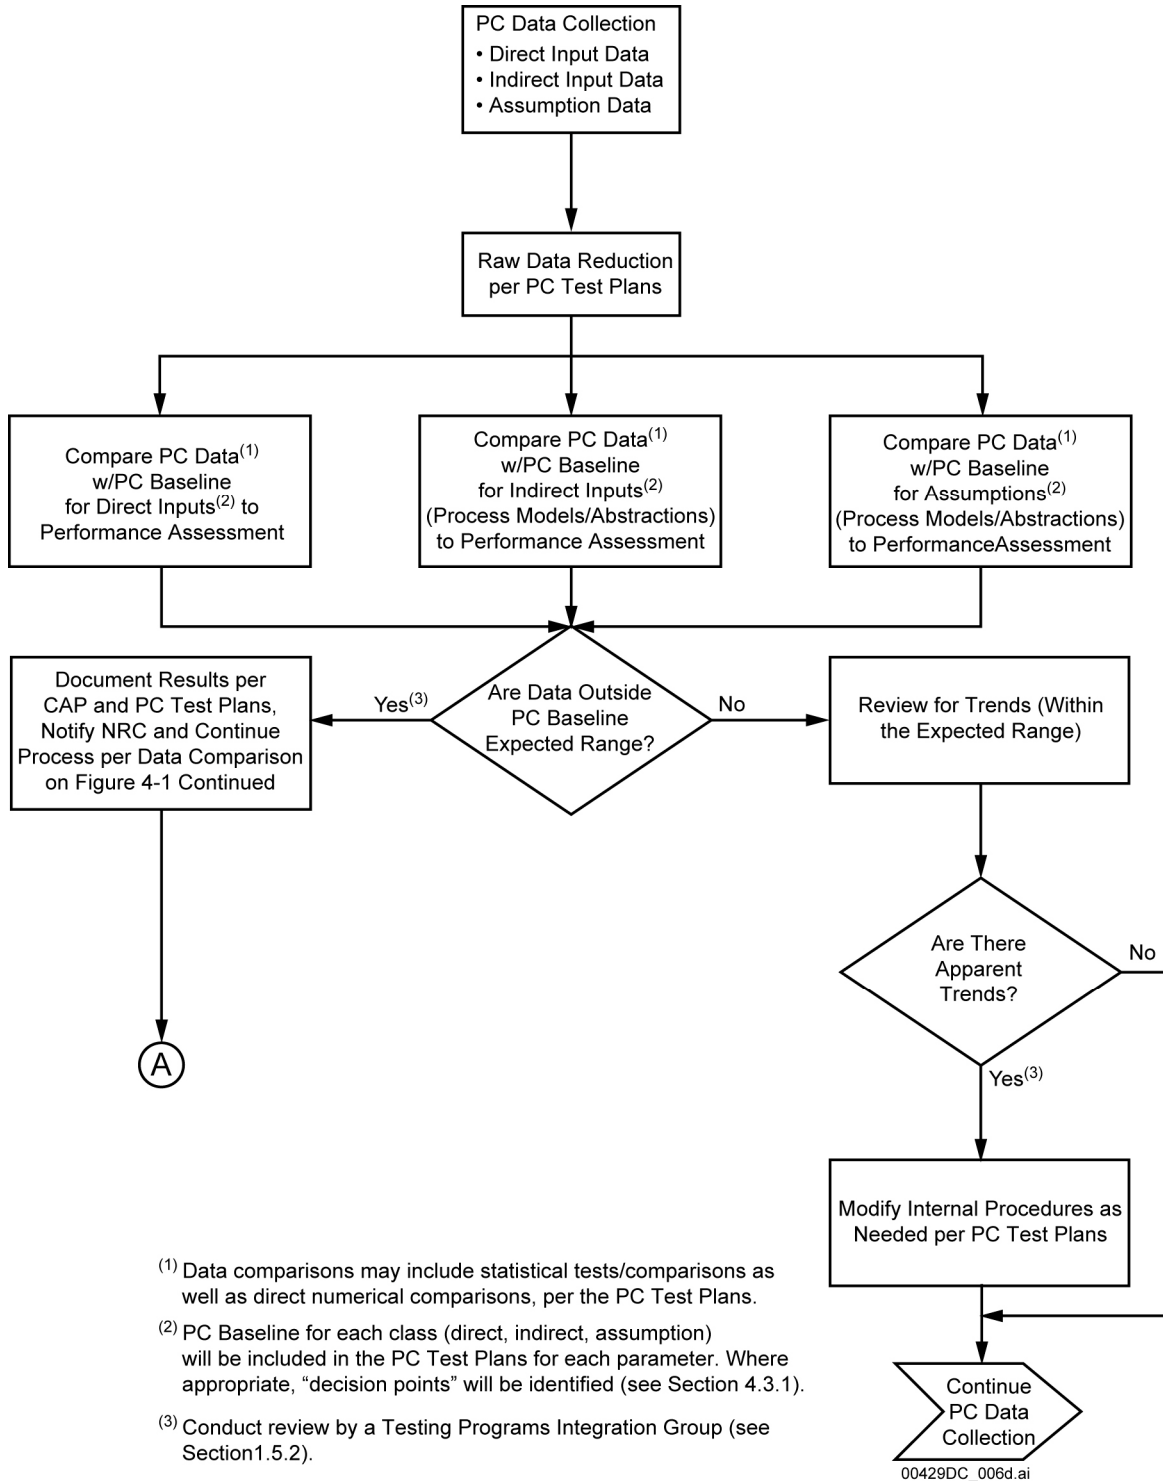 PC Data Collection
• Direct Input Data
• Indirect Input Data
• Assumption Data
Raw Data Reduction
per PC Test Plans
Compare PC Data(1)
w/PC Baseline
for Direct Inputs(2) to
Performance Assessment
Compare PC Data(1)
w/PC Baseline
for Indirect Inputs(2)
(Process Models/Abstractions)
to Performance Assessment
Compare PC Data(1)
w/PC Baseline
for Assumptions(2)
(Process Models/Abstractions)
to PerformanceAssessment
Document Results per
CAP and PC Test Plans,
Notify NRC and Continue
Process per Data Comparison
on Figure 4-1 Continued
Yes(3)
Are Data Outside
PC Baseline
Expected Range?
No
Review for Trends (Within
the Expected Range)
Are There
Apparent
Trends?
No
A
Yes(3)
Modify Internal Procedures as
Needed per PC Test Plans
(1) Data comparisons may include statistical tests/comparisons as
well as direct numerical comparisons, per the PC Test Plans.
(2) PC Baseline for each class (direct, indirect, assumption)
will be included in the PC Test Plans for each parameter. Where
appropriate, “decision points” will be identified (see Section 4.3.1).
(3) Conduct review by a Testing Programs Integration Group (see
Section1.5.2).
Continue
PC Data
Collection
00429DC_006d.ai